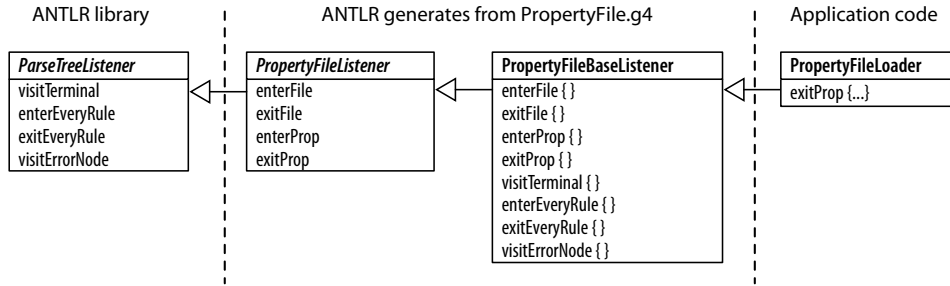 ANTLR library
ANTLR generates from PropertyFile.g4
Application code
ParseTreeListener
visitTerminal
enterEveryRule
exitEveryRule
visitErrorNode
PropertyFileListener
enterFile
exitFile
enterProp
exitProp
PropertyFileBaseListener
enterFile { }
exitFile { }
enterProp { }
exitProp { }
visitTerminal { }
enterEveryRule { }
exitEveryRule { }
visitErrorNode { }
PropertyFileLoader
exitProp {...}